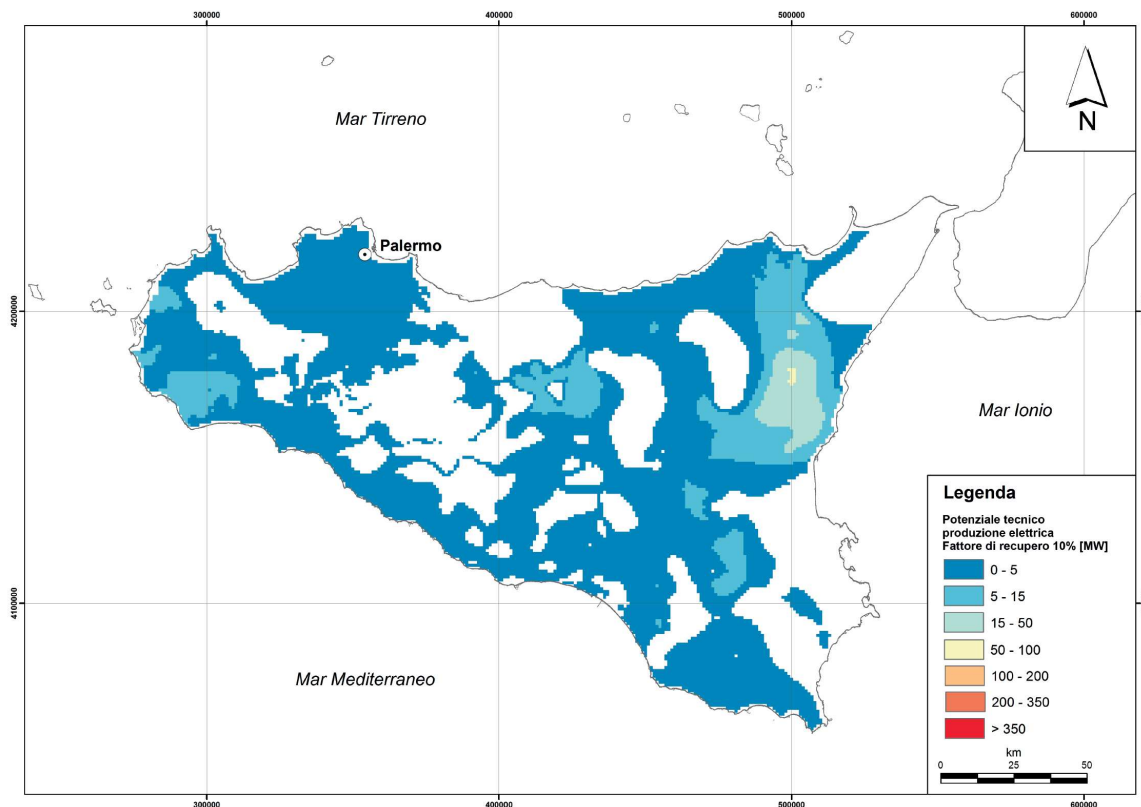 300000
400000
500000
600000
N
Mar Tirreno
Palermo
4200000
4200000
Mar Ionio
Mar Mediterraneo
4100000
4100000
Legenda
Potenziale tecnico
produzione elettrica
Fattore di recupero 10% [MW]
0 - 5
5 - 15
15 - 50
50 - 100
100 - 200
200 - 350
> 350
km
0 25 50
300000
400000
500000
600000